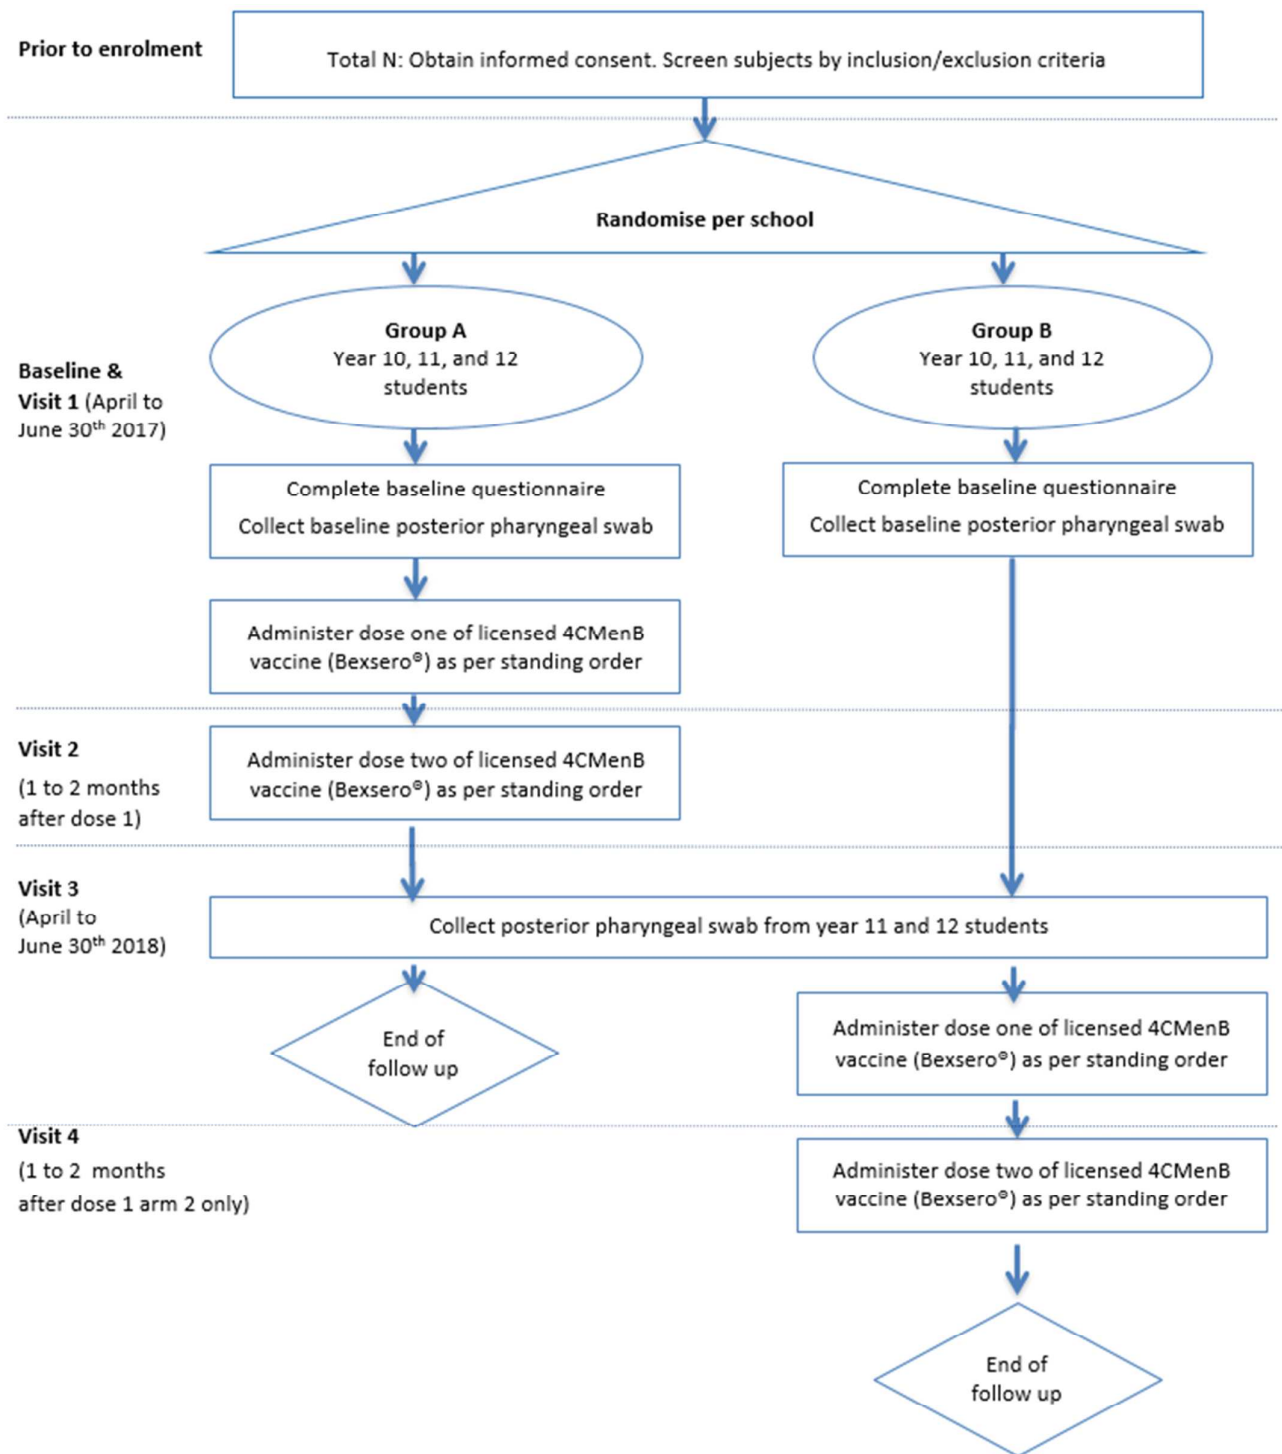 Prior to enrolment
Total N: Obtain informed consent. Screen subjects by inclusion/exclusion criteria
Randomise per school
Baseline &
Visit 1 (April to
June 30th 2017)
Group A
Year 10, 11, and 12
students
Group B
Year 10, 11, and 12
students
Complete baseline questionnaire
Collect baseline posterior pharyngeal swab
Complete baseline questionnaire
Collect baseline posterior pharyngeal swab
Administer dose one of licensed 4CMenB
vaccine (Bexsero®) as per standing order
Visit 2
(1 to 2 months
after dose 1)
Administer dose two of licensed 4CMenB
vaccine (Bexsero®) as per standing order
Visit 3
(April to
June 30th 2018)
Collect posterior pharyngeal swab from year 11 and 12 students
End of
follow up
Administer dose one of licensed 4CMenB
vaccine (Bexsero®) as per standing order
Visit 4
(1 to 2 months
after dose 1 arm 2 only)
Administer dose two of licensed 4CMenB
vaccine (Bexsero®) as per standing order
End of
follow up